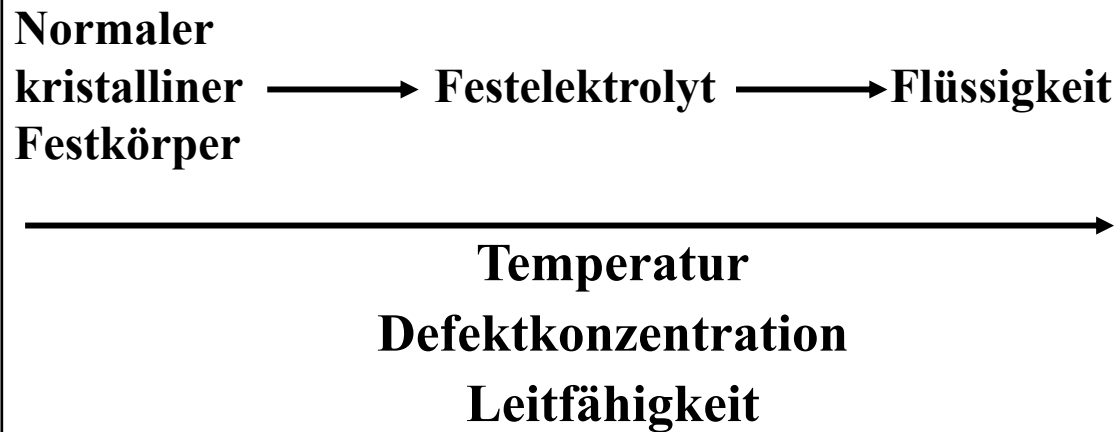 Normaler
kristalliner Festelektrolyt Flüssigkeit
Festkörper
Temperatur
Defektkonzentration
Leitfähigkeit